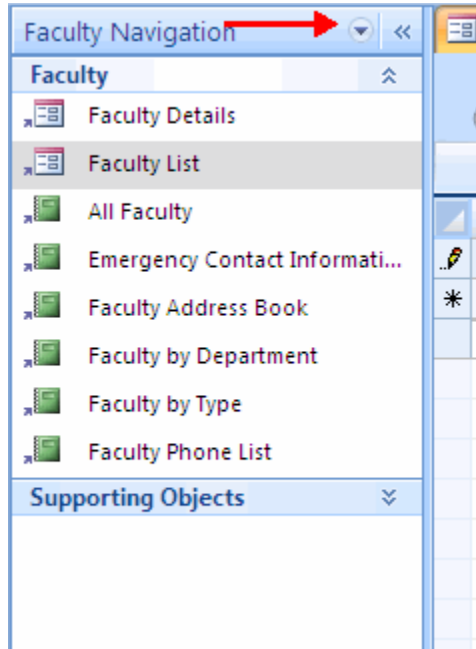 Faculty Navigation
Faculty
Faculty Details
Faculty List
All Faculty
Emergency Contact Informati...
Faculty Address Book
Faculty by Department
Faculty by Type
Faculty Phone List
Supporting Objects